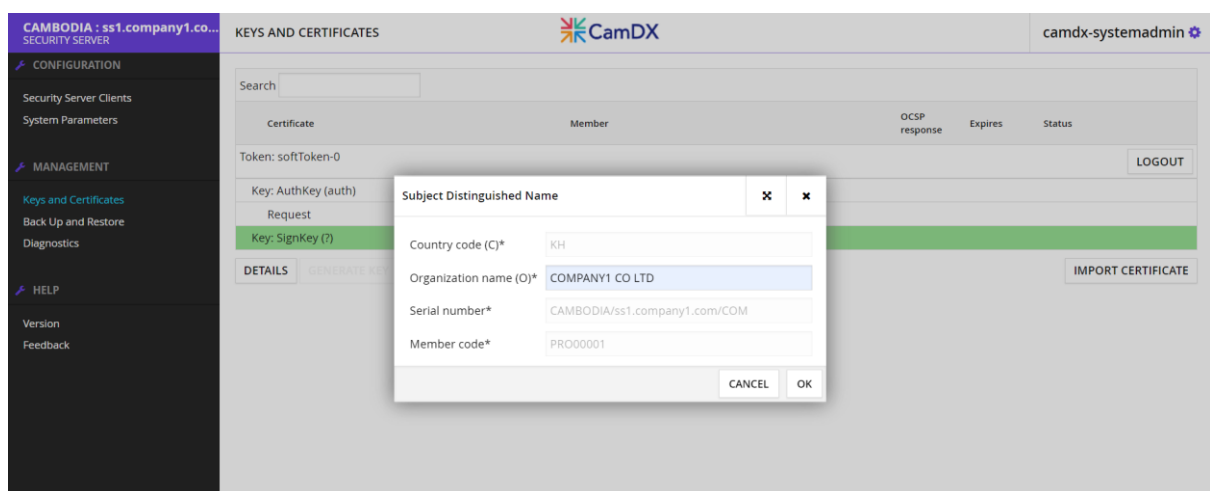 CAMBODIA : ss1.company1.co...
SECURITY SERVER
KEYS AND CERTIFICATES
CamDX
camdx-systemadmin
CONFIGURATION
Security Server Clients
System Parameters
MANAGEMENT
Keys and Certificates
Back Up and Restore
Diagnostics
HELP
Version
Feedback
Search
Certificate Member OCSP response Expires Status
Token: softToken-0
LOGOUT
Key: AuthKey (auth)
Request
Key: SignKey (?)
DETAILS GENERATE KEY IMPORT CERTIFICATE
Subject Distinguished Name
Country code (C)* KH
Organization name (O)* COMPANY1 CO LTD
Serial number* CAMBODIA/ss1.company1.com/COM
Member code* PRO00001
CANCEL OK